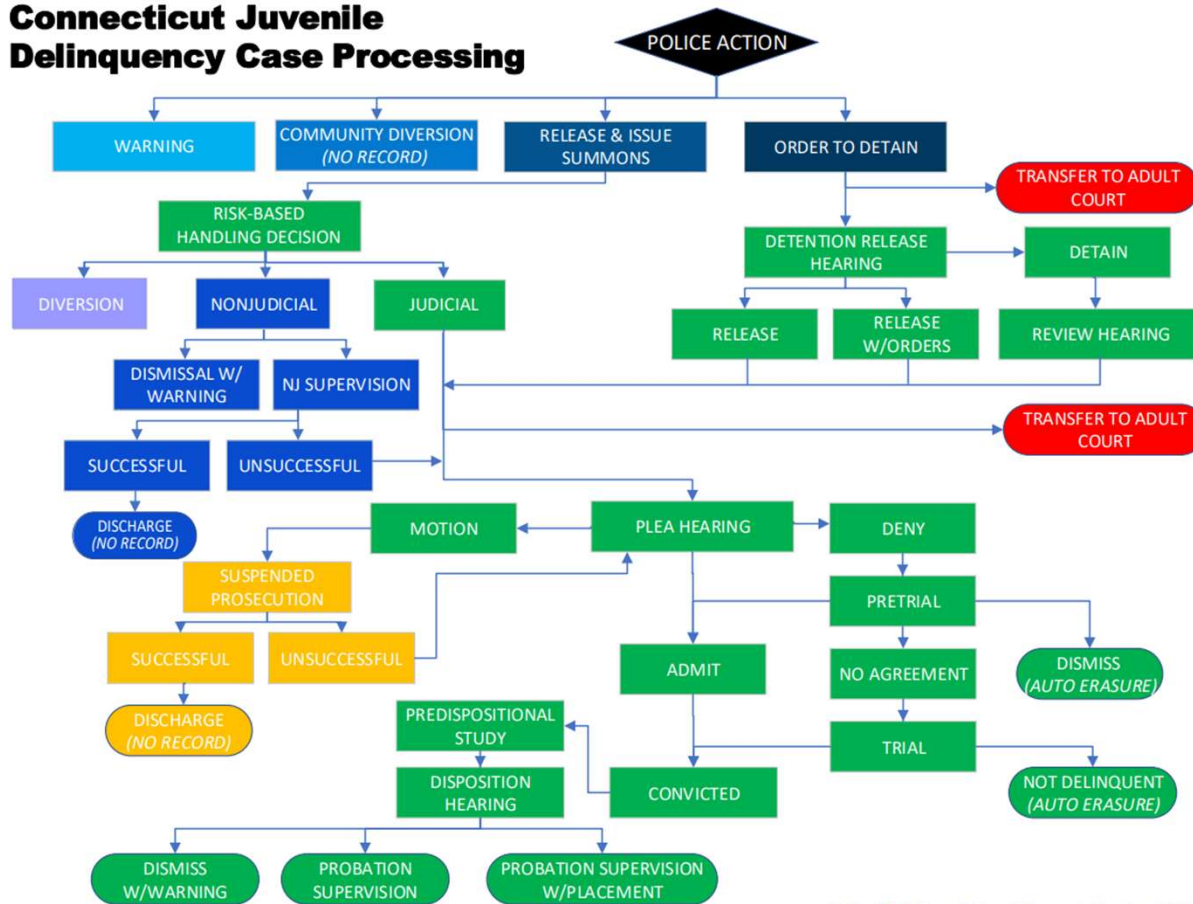 Connecticut Juvenile
Delinquency Case Processing
POLICE ACTION
WARNING
COMMUNITY DIVERSION
(NO RECORD)
RELEASE & ISSUE
SUMMONS
ORDER TO DETAIN
TRANSFER TO ADULT
COURT
RISK-BASED
HANDLING DECISION
DETENTION RELEASE
HEARING
DETAIN
DIVERSION
NONJUDICIAL
JUDICIAL
RELEASE
RELEASE
W/ORDERS
REVIEW HEARING
DISMISSAL W/
WARNING
NJ SUPERVISION
TRANSFER TO ADULT
COURT
SUCCESSFUL
UNSUCCESSFUL
DISCHARGE
(NO RECORD)
MOTION
PLEA HEARING
DENY
SUSPENDED
PROSECUTION
PRETRIAL
SUCCESSFUL
UNSUCCESSFUL
ADMIT
NO AGREEMENT
DISMISS
(AUTO ERASURE)
DISCHARGE
(NO RECORD)
PREDISPOSITIONAL
STUDY
TRIAL
DISPOSITION
HEARING
CONVICTED
NOT DELINQUENT
(AUTO ERASURE)
DISMISS
W/WARNING
PROBATION
SUPERVISION
PROBATION SUPERVISION
W/PLACEMENT